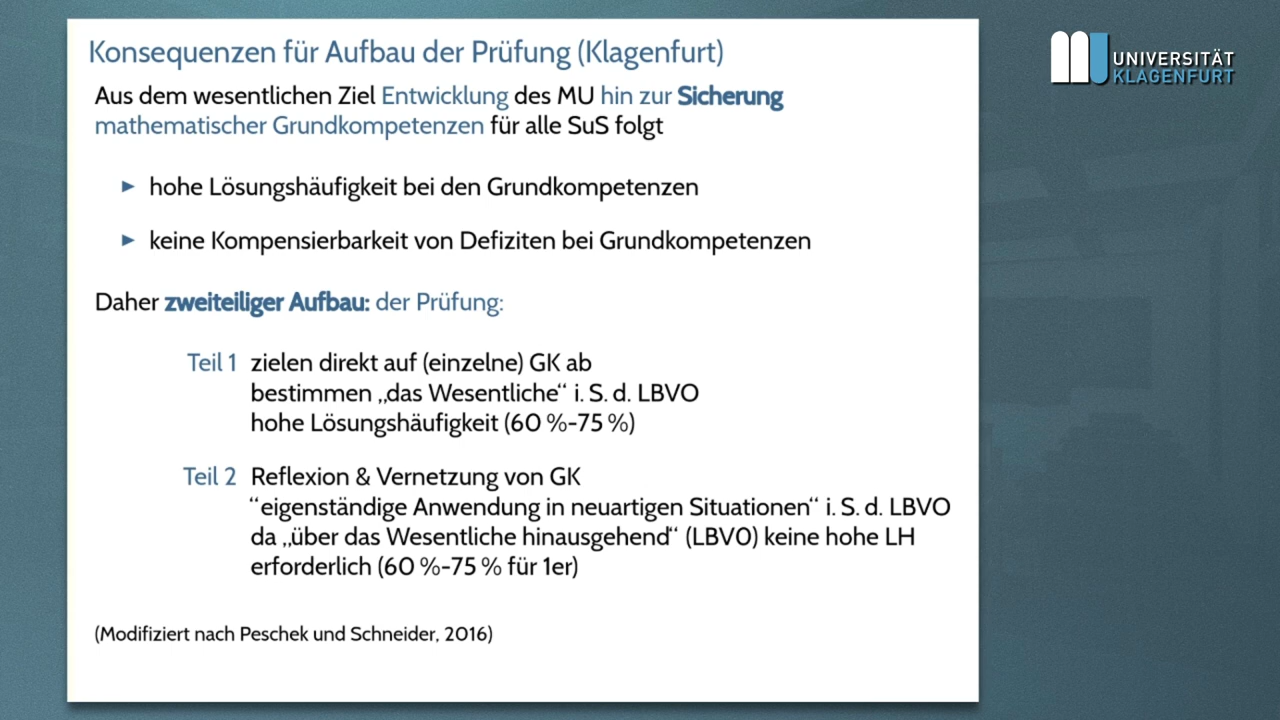 Konsequenzen für Aufbau der Prüfung (Klagenfurt)
Aus dem wesentlichen Ziel Entwicklung des MU hin zur Sicherung
mathematischer Grundkompetenzen für alle SuS folgt
► hohe Lösungshäufigkeit bei den Grundkompetenzen
► keine Kompensierbarkeit von Defiziten bei Grundkompetenzen
Daher zweiteiliger Aufbau: der Prüfung:
Teil 1 zielen direkt auf (einzelne) GK ab
bestimmen „das Wesentliche“ i. S. d. LBVO
hohe Lösungshäufigkeit (60 %-75 %)
Teil 2 Reflexion & Vernetzung von GK
“eigenständige Anwendung in neuartigen Situationen“ i. S. d. LBVO
da „über das Wesentliche hinausgehend“ (LBV0) keine hohe LH
erforderlich (60 %-75 % für 1er)
(Modifiziert nach Peschek und Schneider, 2016)
UNIVERSITÄT
KLAGENFURT